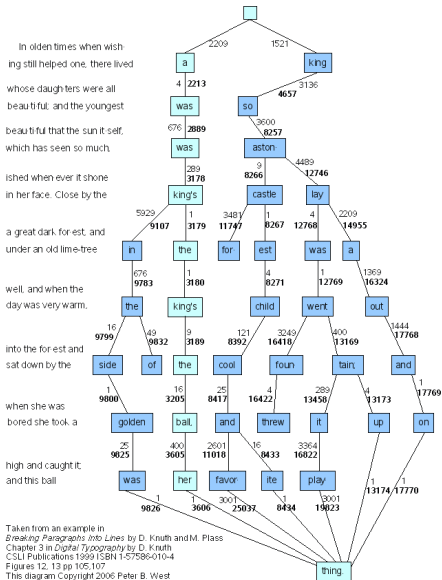 2209 1521
In olden times when wish-
ing still helped one, there lived
a king
4 2213 3136
4657
whose daughters were all
beautiful; and the youngest
was so
676 2889 3600
8257
beautiful that the sun it-self,
which has seen so much,
was aston-
289
3178 9
8266 4489
12746
ished when ever it shone
in her face. Close by the
king's castle lay
5929
9107 1
3179 3481
11747 1
8267 4
12768 2209
14955
a great dark for-est, and
under an old lime-tree
in the for est was a
676
9783 1
3180 4
8271 1
12769 1369
16324
well, and when the
day was very warm,
the king's child went out
16
9799 49
9832 9
3189 121
8392 3249
16418 400
13169 1444
17768
into the for-est and
sat down by the
side of the cool foun tain; and
1
9800 16
3205 25
8417 4
16422 289
13458 4
13173 1
17769
when she was
bored she took a
golden ball, and threw it up on
25
9825 400
3605 2601
11018 16
8433 3364
16822
high and caught it;
and this ball
was her favor ite play
1
9826 1
3606 3001
25037 1
8434 3001
19823 1
13174 1
17770
thing.
Taken from an example in
Breaking Paragraphs Into Lines by D. Knuth and M. Plass
Chapter 3 in Digital Typography by D. Knuth
CSLI Publications 1999 ISBN 1-57586-010-4
Figures 12, 13 pp 105,107
This diagram Copyright 2006 Peter B. West